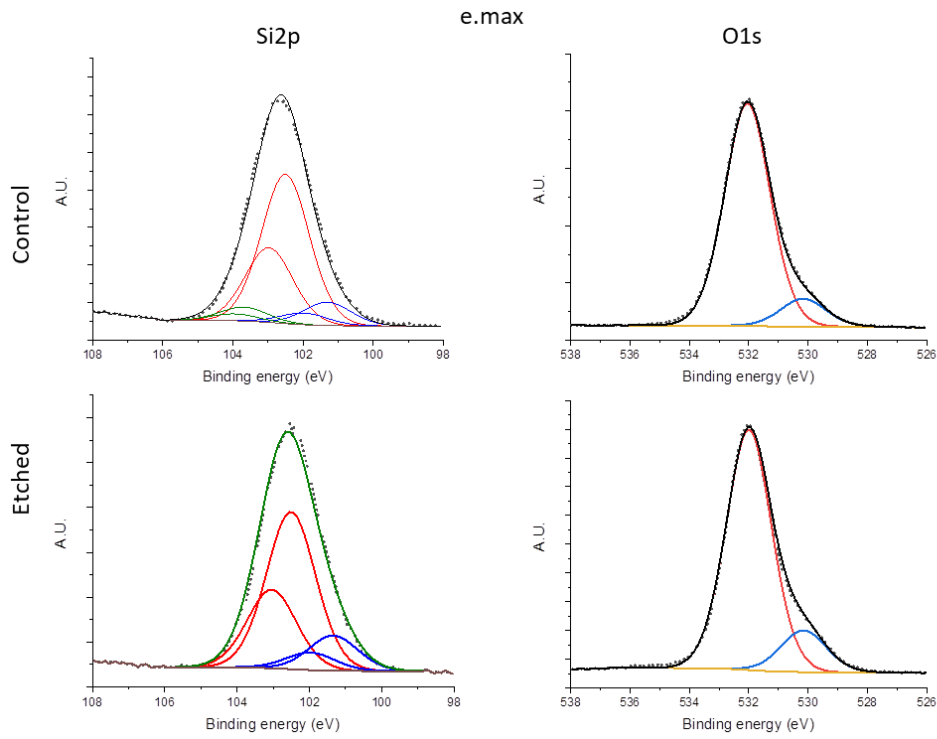 e.max
Si2p
O1s
Control
A.U.
108 106 104 102 100 98
Binding energy (eV)
A.U.
538 536 534 532 530 528 526
Binding energy (eV)
Etched
A.U.
108 106 104 102 100 98
Binding energy (eV)
A.U.
538 536 534 532 530 528 526
Binding energy (eV)